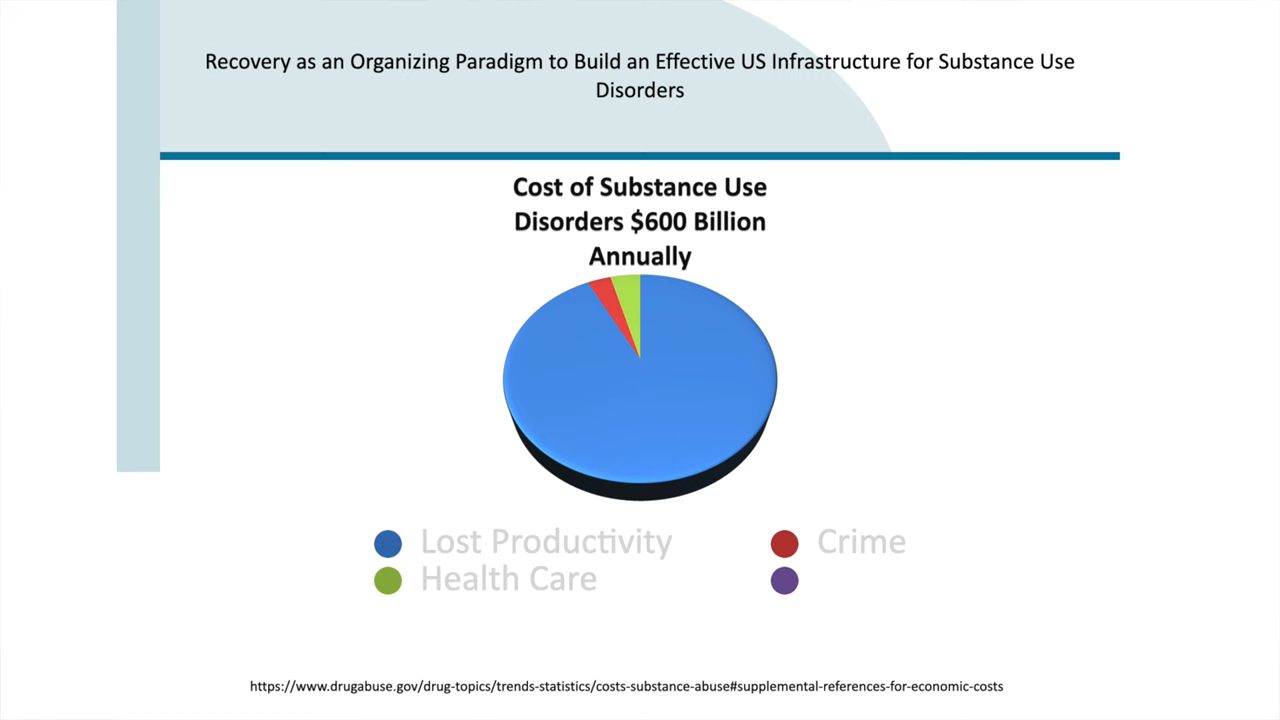 Recovery as an Organizing Paradigm to Build an Effective US Infrastructure for Substance Use
Disorders
Cost of Substance Use
Disorders $600 Billion
Annually
Lost Productivity
Crime
Health Care
https://www.drugabuse.gov/drug-topics/trends-statistics/costs-substance-abuse#supplemental-references-for-economic-costs